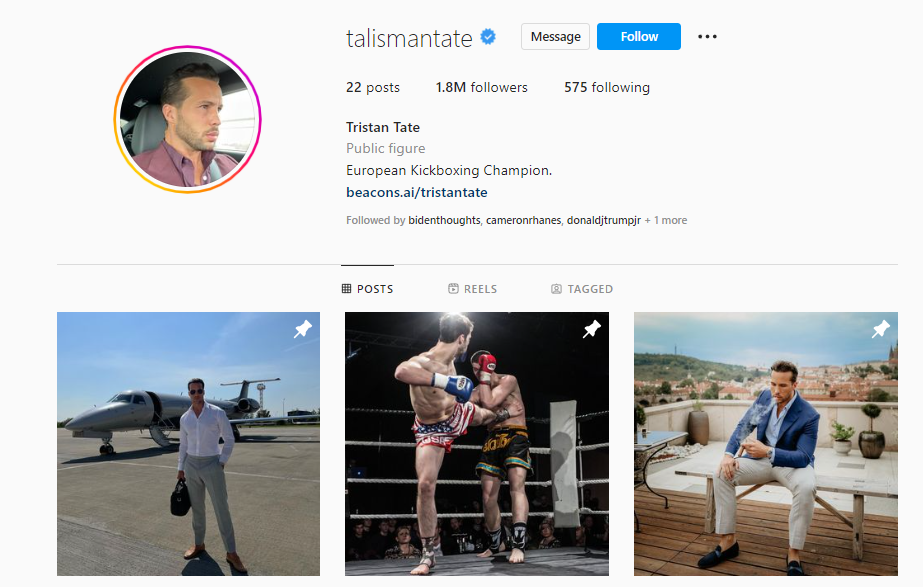 talismantate Message Follow
22 posts 1.8M followers 575 following
Tristan Tate
Public figure
European Kickboxing Champion.
beacons.ai/tristantate
Followed by bidenthoughts, cameronrhanes, donaldjtrumpjr + 1 more
POSTS REELS TAGGED